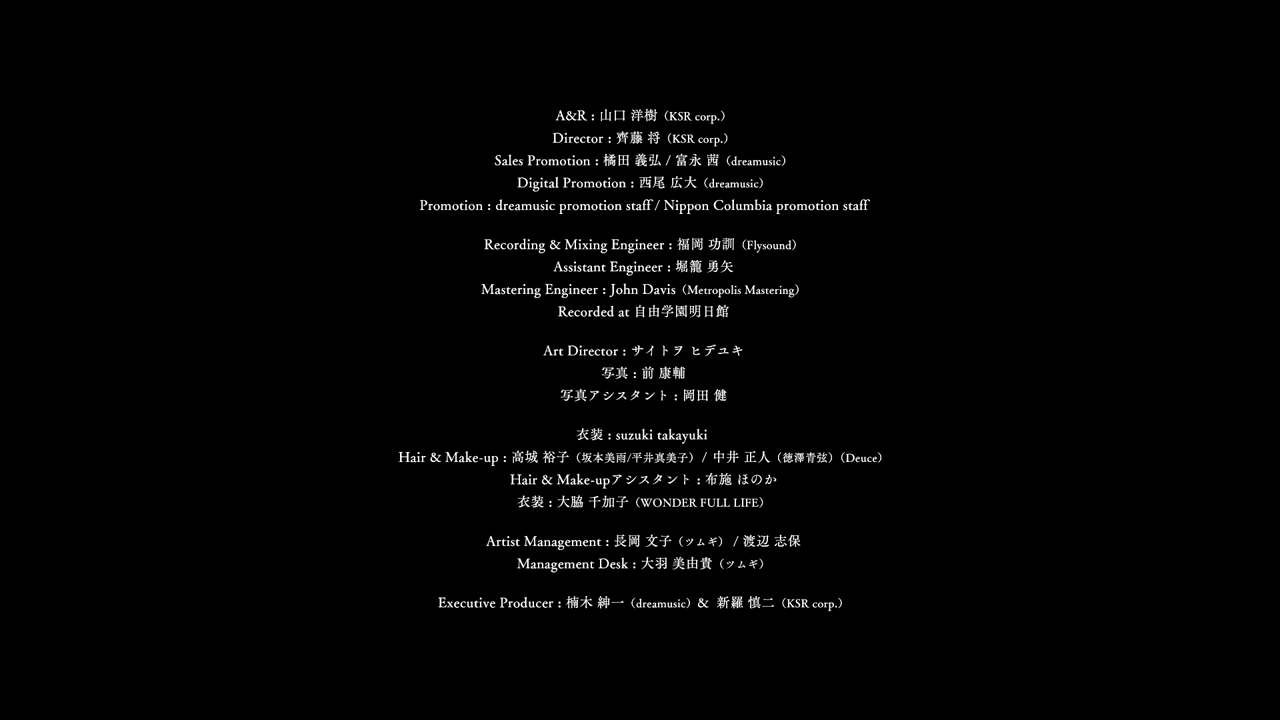 A&R : 山口 洋樹（KSR corp.）
Director : 齊藤 将（KSR corp.）
Sales Promotion : 橘田 義弘 / 富永 茜（dreamusic）
Digital Promotion : 西尾 広大（dreamusic）
Promotion : dreamusic promotion staff / Nippon Columbia promotion staff
Recording & Mixing Engineer : 福岡 功訓（Flysound）
Assistant Engineer : 堀籠 勇矢
Mastering Engineer : John Davis（Metropolis Mastering）
Recorded at 自由学園明日館
Art Director : サイトヲ ヒデユキ
写真 : 前 康輔
写真アシスタント : 岡田 健
衣装 : suzuki takayuki
Hair & Make-up : 高城 裕子（坂本美雨/平井真美子）/ 中井 正人（徳澤青弦）（Deuce）
Hair & Make-upアシスタント : 布施 ほのか
衣装 : 大脇 千加子（WONDER FULL LIFE）
Artist Management : 長岡 文子（ツムギ） / 渡辺 志保
Management Desk : 大羽 美由貴（ツムギ）
Executive Producer : 楠木 紳一（dreamusic）& 新羅 慎二（KSR corp.）